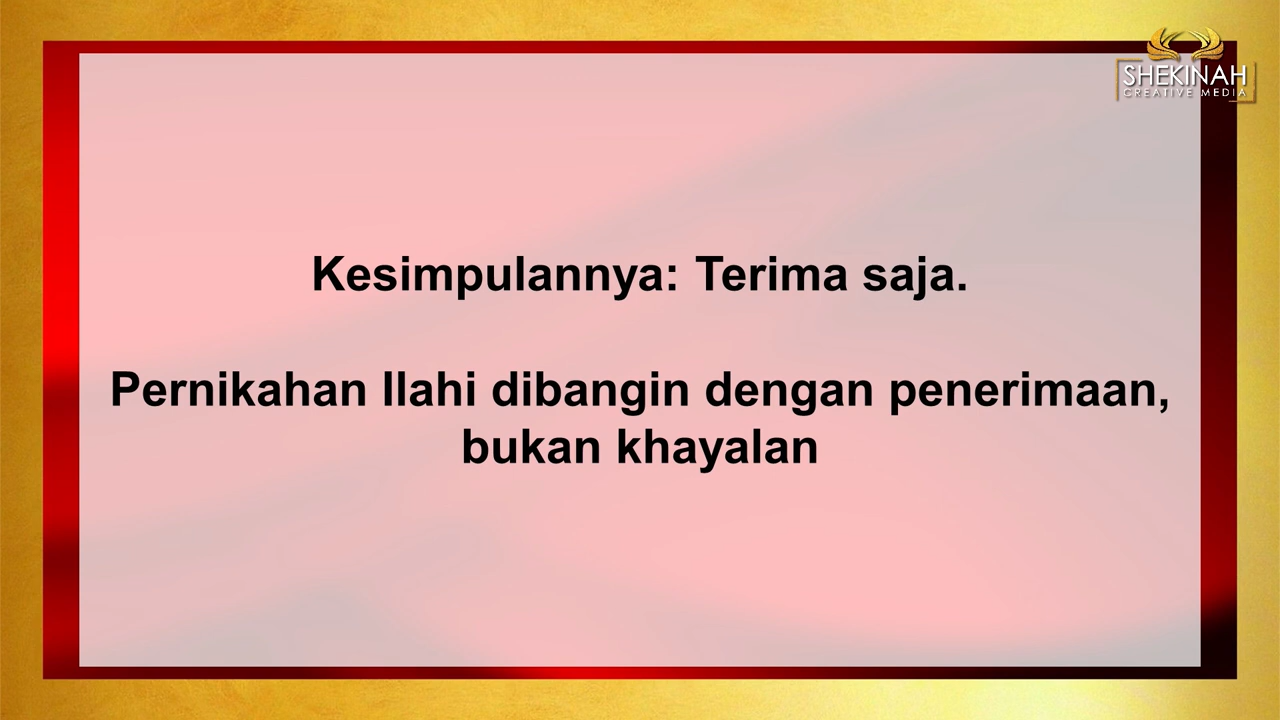 SHEKINAH
CREATIVE MEDIA
Kesimpulannya: Terima saja.
Pernikahan Ilahi dibangin dengan penerimaan,
bukan khayalan